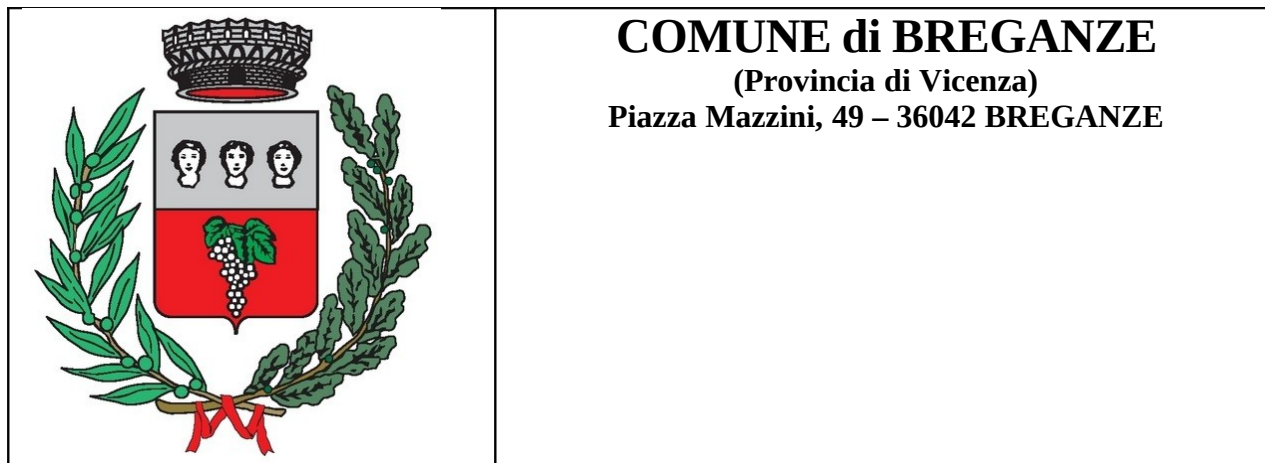 COMUNE di BREGANZE
(Provincia di Vicenza)
Piazza Mazzini, 49 – 36042 BREGANZE